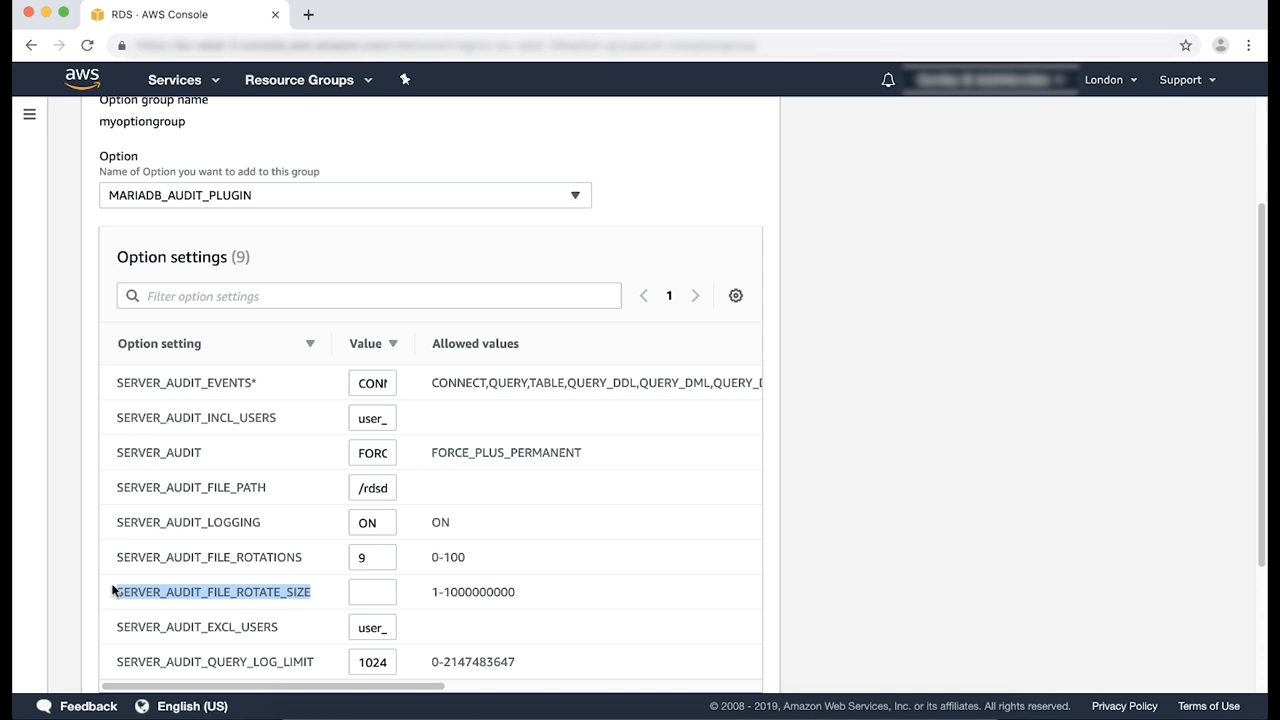 RDS · AWS Console
aws Services Resource Groups London Support
Option group name
myoptiongroup
Option
Name of Option you want to add to this group
MARIADB_AUDIT_PLUGIN
Option settings (9)
Filter option settings 1
Option setting Value Allowed values
SERVER_AUDIT_EVENTS* CONN CONNECT,QUERY,TABLE,QUERY_DDL,QUERY_DML,QUERY_D
SERVER_AUDIT_INCL_USERS user_
SERVER_AUDIT FORC FORCE_PLUS_PERMANENT
SERVER_AUDIT_FILE_PATH /rdsd
SERVER_AUDIT_LOGGING ON ON
SERVER_AUDIT_FILE_ROTATIONS 9 0-100
SERVER_AUDIT_FILE_ROTATE_SIZE 1-1000000000
SERVER_AUDIT_EXCL_USERS user_
SERVER_AUDIT_QUERY_LOG_LIMIT 1024 0-2147483647
Feedback English (US) © 2008 - 2019, Amazon Web Services, Inc. or its affiliates. All rights reserved. Privacy Policy Terms of Use